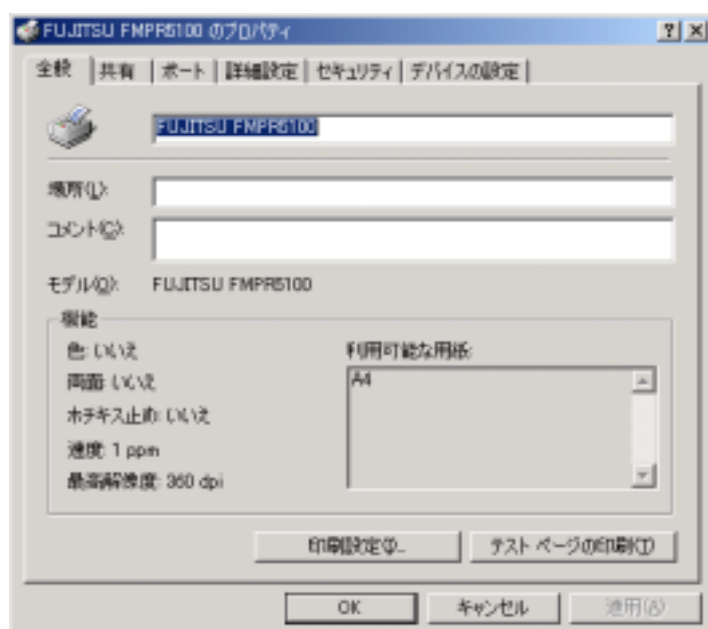 FUJITSU FMPR5100 のプロパティ
全般 共有 ポート 詳細設定 セキュリティ デバイスの設定
FUJITSU FMPR5100
場所(L):
コメント(C):
モデル(O): FUJITSU FMPR5100
機能
色: いいえ
両面: いいえ
ホチキス止め: いいえ
速度: 1 ppm
最高解像度: 360 dpi
利用可能な用紙:
A4
印刷設定(I)... テスト ページの印刷(T)
OK キャンセル 適用(A)